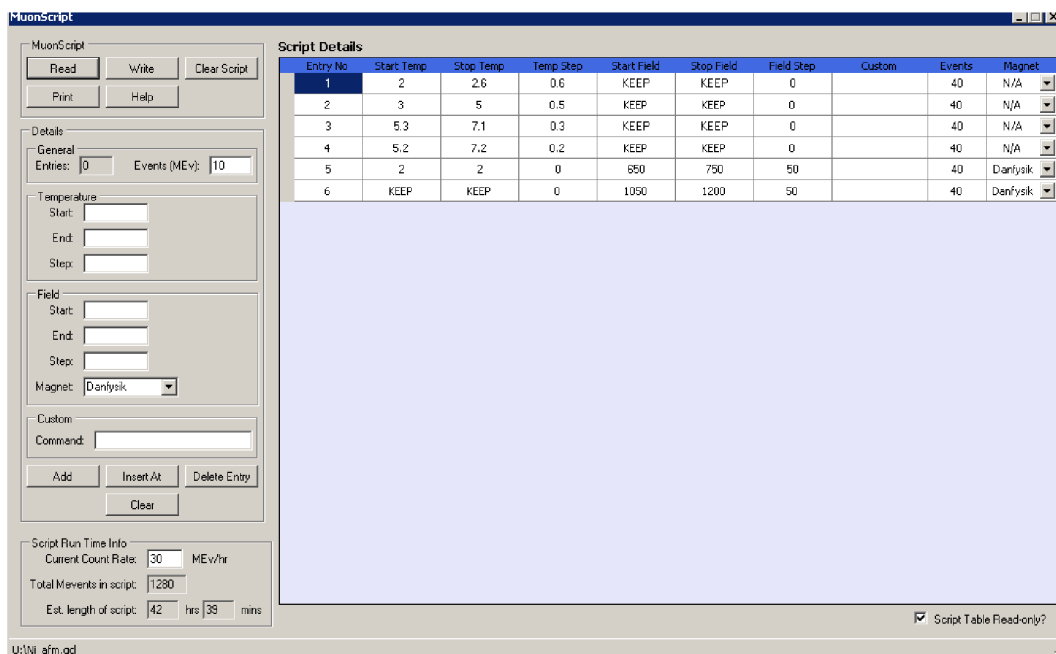 MuonScript
MuonScript
Read Write Clear Script
Print Help
Details
General
Entries: 0 Events (MEv): 10
Temperature
Start:
End:
Step:
Field
Start:
End:
Step:
Magnet: Danfysik
Custom
Command:
Add Insert At Delete Entry
Clear
Script Run Time Info
Current Count Rate: 30 MEv/hr
Total Mevents in script: 1280
Est. length of script: 42 hrs 39 mins
Script Details
Entry No Start Temp Stop Temp Temp Step Start Field Stop Field Field Step Custom Events Magnet
1 2 2.6 0.6 KEEP KEEP 0 40 N/A
2 3 5 0.5 KEEP KEEP 0 40 N/A
3 5.3 7.1 0.3 KEEP KEEP 0 40 N/A
4 5.2 7.2 0.2 KEEP KEEP 0 40 N/A
5 2 2 0 650 750 50 40 Danfysik
6 KEEP KEEP 0 1050 1200 50 40 Danfysik
Script Table Read-only?
U:\Ni_afm.gd